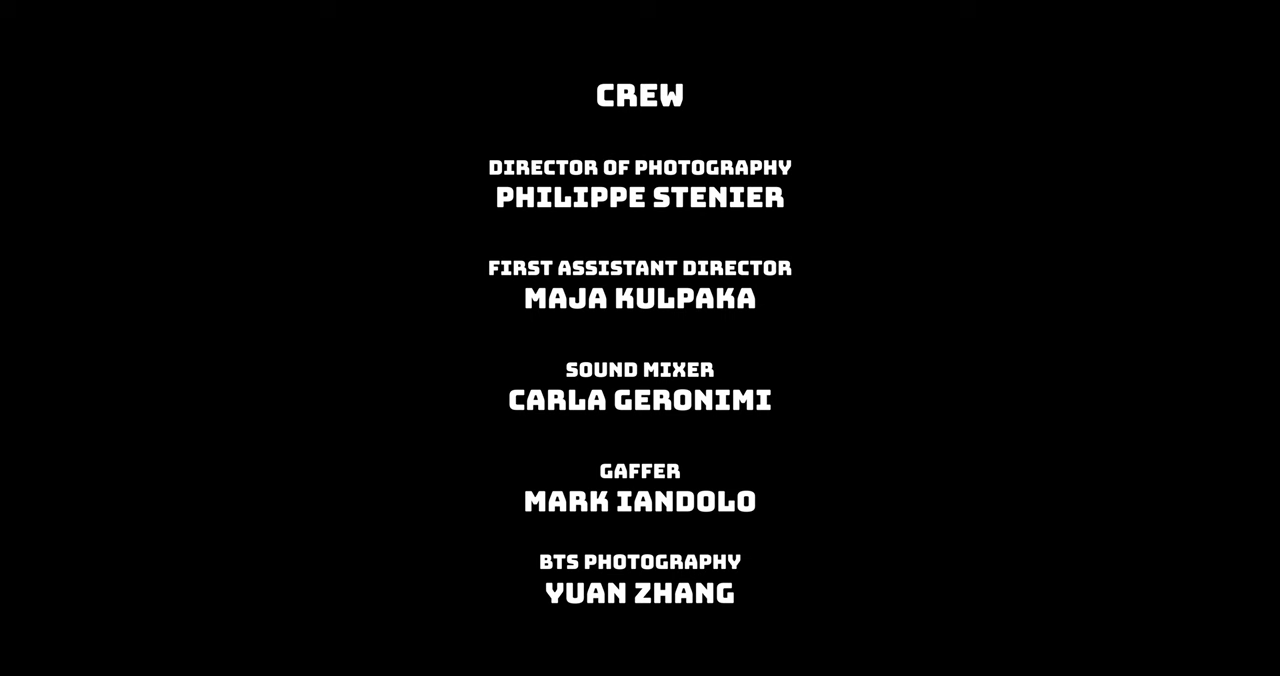 CREW
DIRECTOR OF PHOTOGRAPHY
PHILIPPE STENIER
FIRST ASSISTANT DIRECTOR
MAJA KULPAKA
SOUND MIXER
CARLA GERONIMI
GAFFER
MARK IANDOLO
BTS PHOTOGRAPHY
YUAN ZHANG